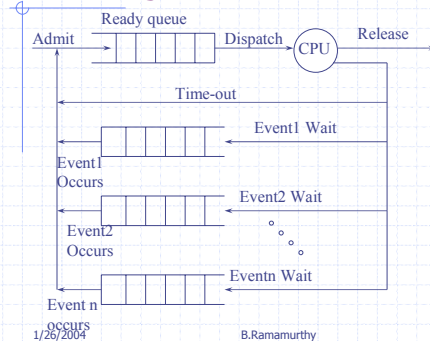 Ready queue
Admit
Dispatch
CPU
Release
Time-out
Event1 Wait
Event1
Occurs
Event2 Wait
Event2
Occurs
Eventn Wait
Event n
occurs
1/26/2004
B.Ramamurthy